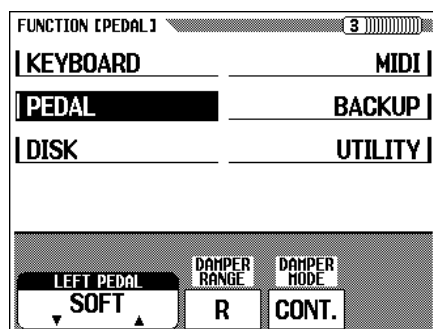 FUNCTION [PEDAL] 3
KEYBOARD MIDI
PEDAL BACKUP
DISK UTILITY
LEFT PEDAL
SOFT
DAMPER
RANGE
R
DAMPER
MODE
CONT.